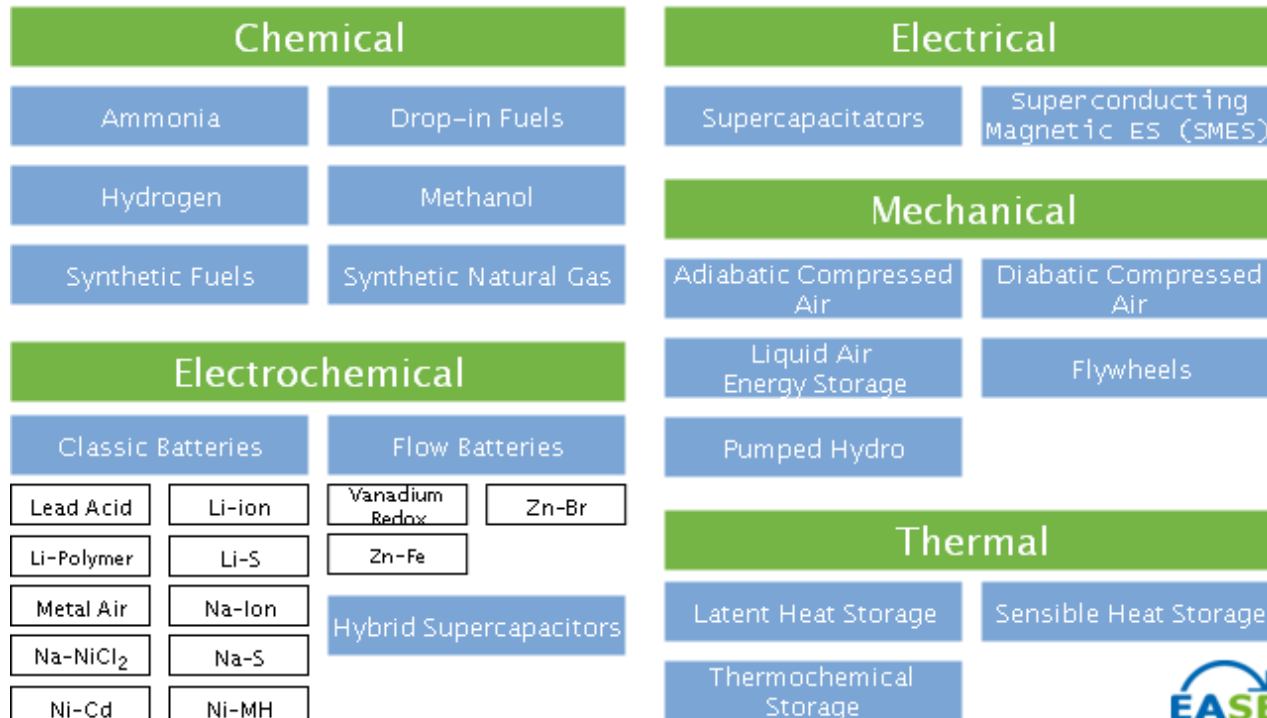 Chemical
Ammonia
Drop-in Fuels
Hydrogen
Methanol
Synthetic Fuels
Synthetic Natural Gas
Electrochemical
Classic Batteries
Flow Batteries
Lead Acid
Li-ion
Vanadium
Redox
Zn-Br
Li-Polymer
Li-S
Zn-Fe
Metal Air
Na-Ion
Hybrid Supercapacitors
Na-NiCl₂
Na-S
Ni-Cd
Ni-MH
Electrical
Supercapacitators
Superconducting
Magnetic ES (SMES)
Mechanical
Adiabatic Compressed
Air
Diabatic Compressed
Air
Liquid Air
Energy Storage
Flywheels
Pumped Hydro
Thermal
Latent Heat Storage
Sensible Heat Storage
Thermochemical
Storage
EASE